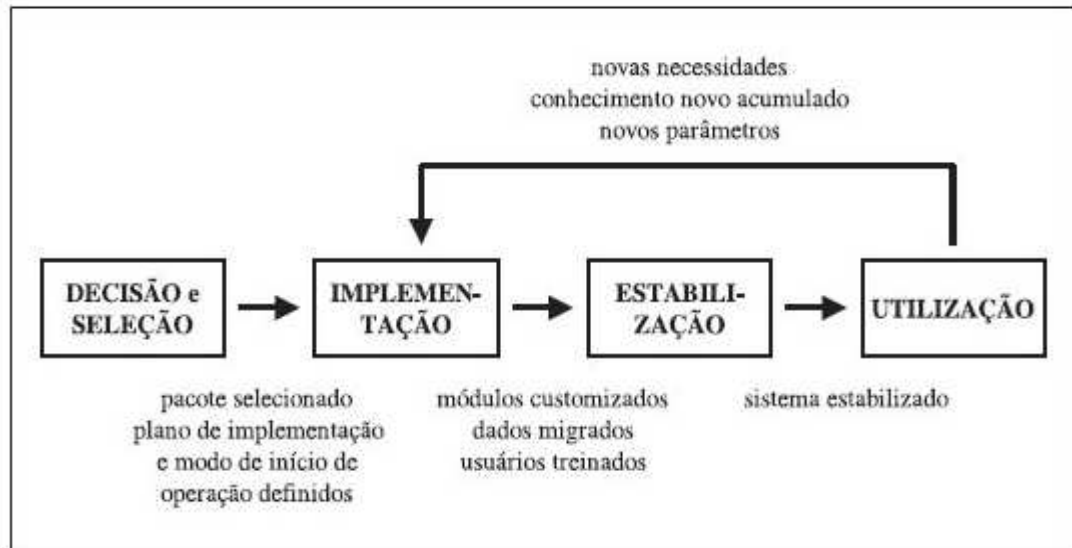 novas necessidades
conhecimento novo acumulado
novos parâmetros
DECISÃO e
SELEÇÃO
IMPLEMEN-
TAÇÃO
ESTABILI-
ZAÇÃO
UTILIZAÇÃO
pacote selecionado
plano de implementação
e modo de início de
operação definidos
módulos customizados
dados migrados
usuários treinados
sistema estabilizado